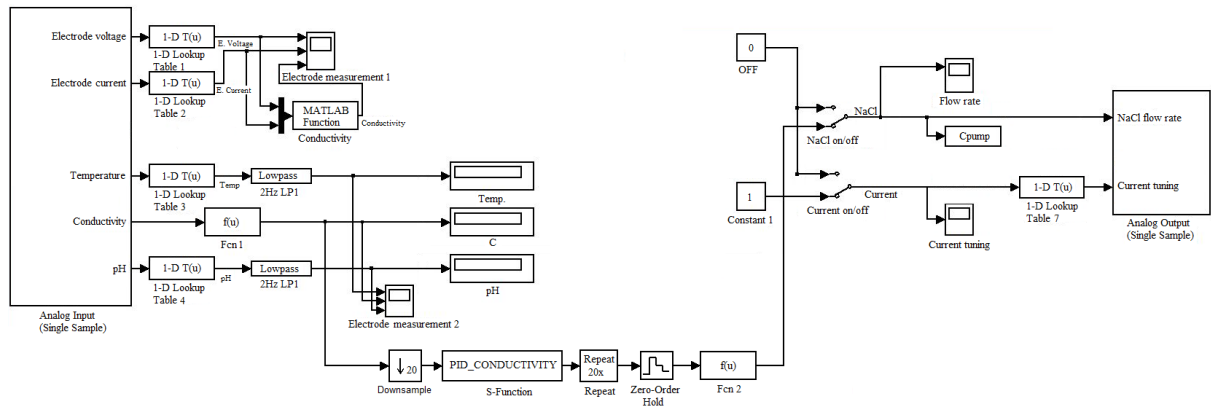 Electrode voltage
1-D T(u)
E. Voltage
1-D Lookup
Table 1
Electrode current
1-D T(u)
E. Current
1-D Lookup
Table 2
Electrode measurement 1
MATLAB
Function
Conductivity
Conductivity
Temperature
1-D T(u)
Temp
1-D Lookup
Table 3
Lowpass
2Hz LP1
Temp.
Conductivity
f(u)
Fcn 1
C
pH
1-D T(u)
pH
1-D Lookup
Table 4
Lowpass
2Hz LP1
pH
Analog Input
(Single Sample)
Electrode measurement 2
20
Downsample
PID_CONDUCTIVITY
S-Function
Repeat
20x
Repeat
Zero-Order
Hold
f(u)
Fcn 2
0
OFF
NaCl
NaCl on/off
Flow rate
Cpump
NaCl flow rate
1
Constant 1
Current
Current on/off
Current tuning
1-D T(u)
1-D Lookup
Table 7
Current tuning
Analog Output
(Single Sample)